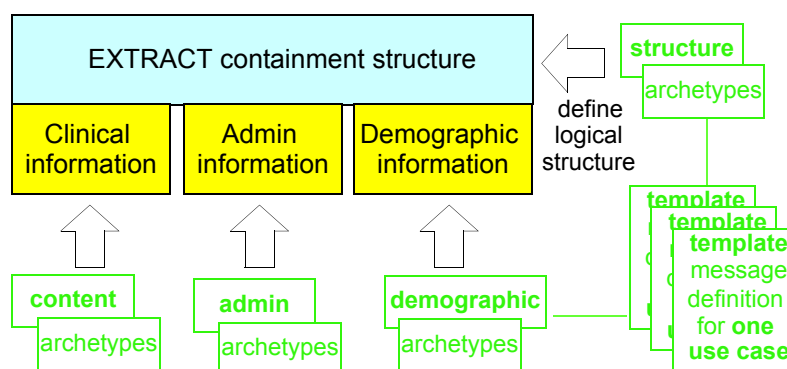 EXTRACT containment structure
structure
archetypes
define
logical
structure
Clinical
information
Admin
information
Demographic
information
template
template
template
message
definition
for one
use case
content
archetypes
admin
archetypes
demographic
archetypes